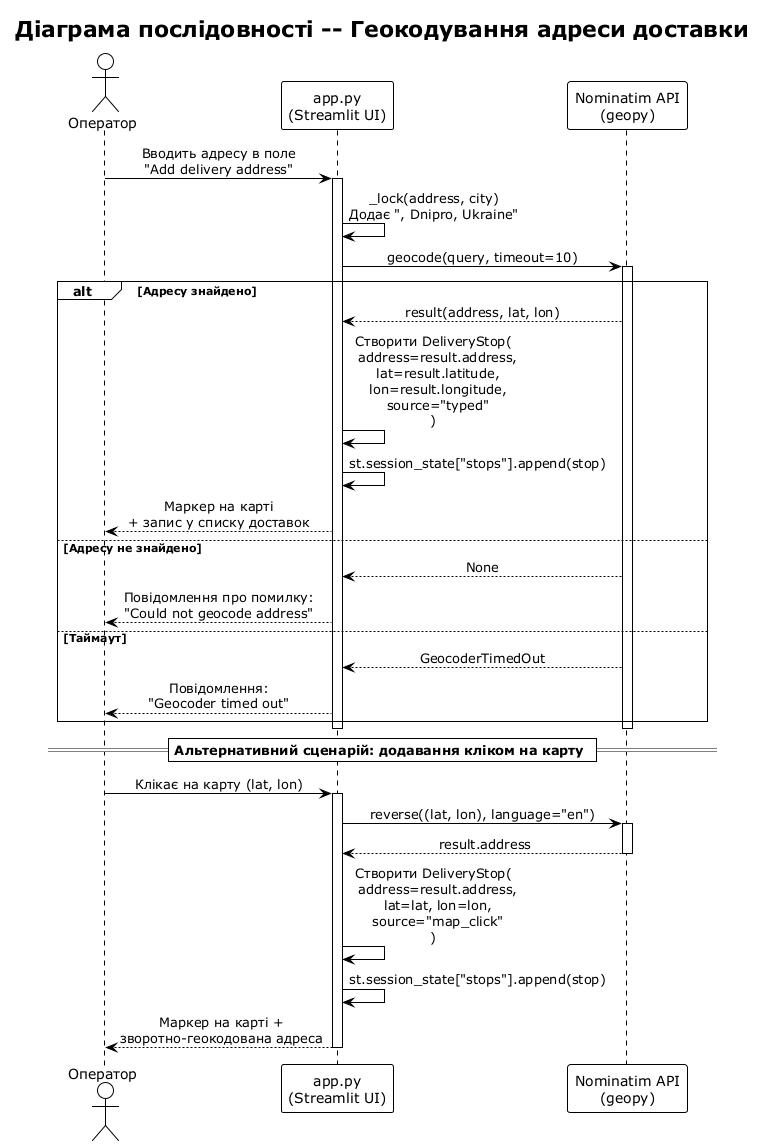 Діаграма послідовності -- Геокодування адреси доставки
Оператор
app.py
(Streamlit UI)
Nominatim API
(geopy)
Вводить адресу в поле
"Add delivery address"
_lock(address, city)
Додає ", Dnipro, Ukraine"
geocode(query, timeout=10)
alt
[Адресу знайдено]
result(address, lat, lon)
Створити DeliveryStop(
address=result.address,
lat=result.latitude,
lon=result.longitude,
source="typed"
)
st.session_state["stops"].append(stop)
Маркер на карті
+ запис у списку доставок
[Адресу не знайдено]
None
Повідомлення про помилку:
"Could not geocode address"
[Таймаут]
GeocoderTimedOut
Повідомлення:
"Geocoder timed out"
Альтернативний сценарій: додавання кліком на карту
Клікає на карту (lat, lon)
reverse((lat, lon), language="en")
result.address
Створити DeliveryStop(
address=result.address,
lat=lat, lon=lon,
source="map_click"
)
st.session_state["stops"].append(stop)
Маркер на карті +
зворотно-геокодована адреса
Оператор
app.py
(Streamlit UI)
Nominatim API
(geopy)